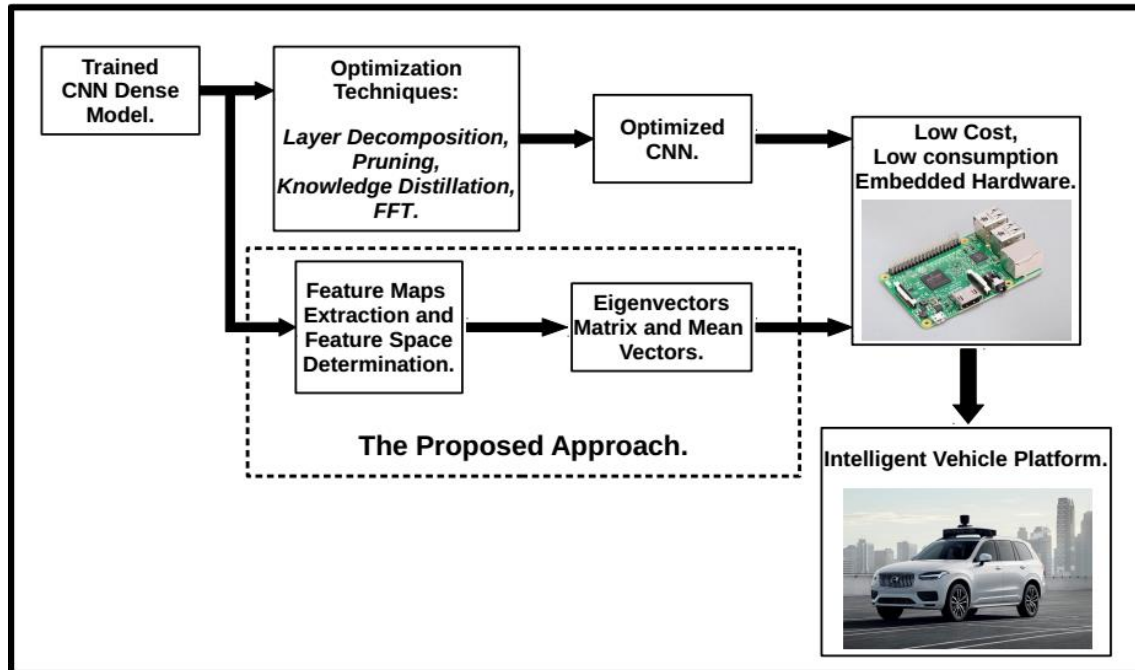 Trained
CNN Dense
Model.
Optimization
Techniques:
Layer Decomposition,
Pruning,
Knowledge Distillation,
FFT.
Optimized
CNN.
Low Cost,
Low consumption
Embedded Hardware.
Feature Maps
Extraction and
Feature Space
Determination.
Eigenvectors
Matrix and Mean
Vectors.
The Proposed Approach.
Intelligent Vehicle Platform.